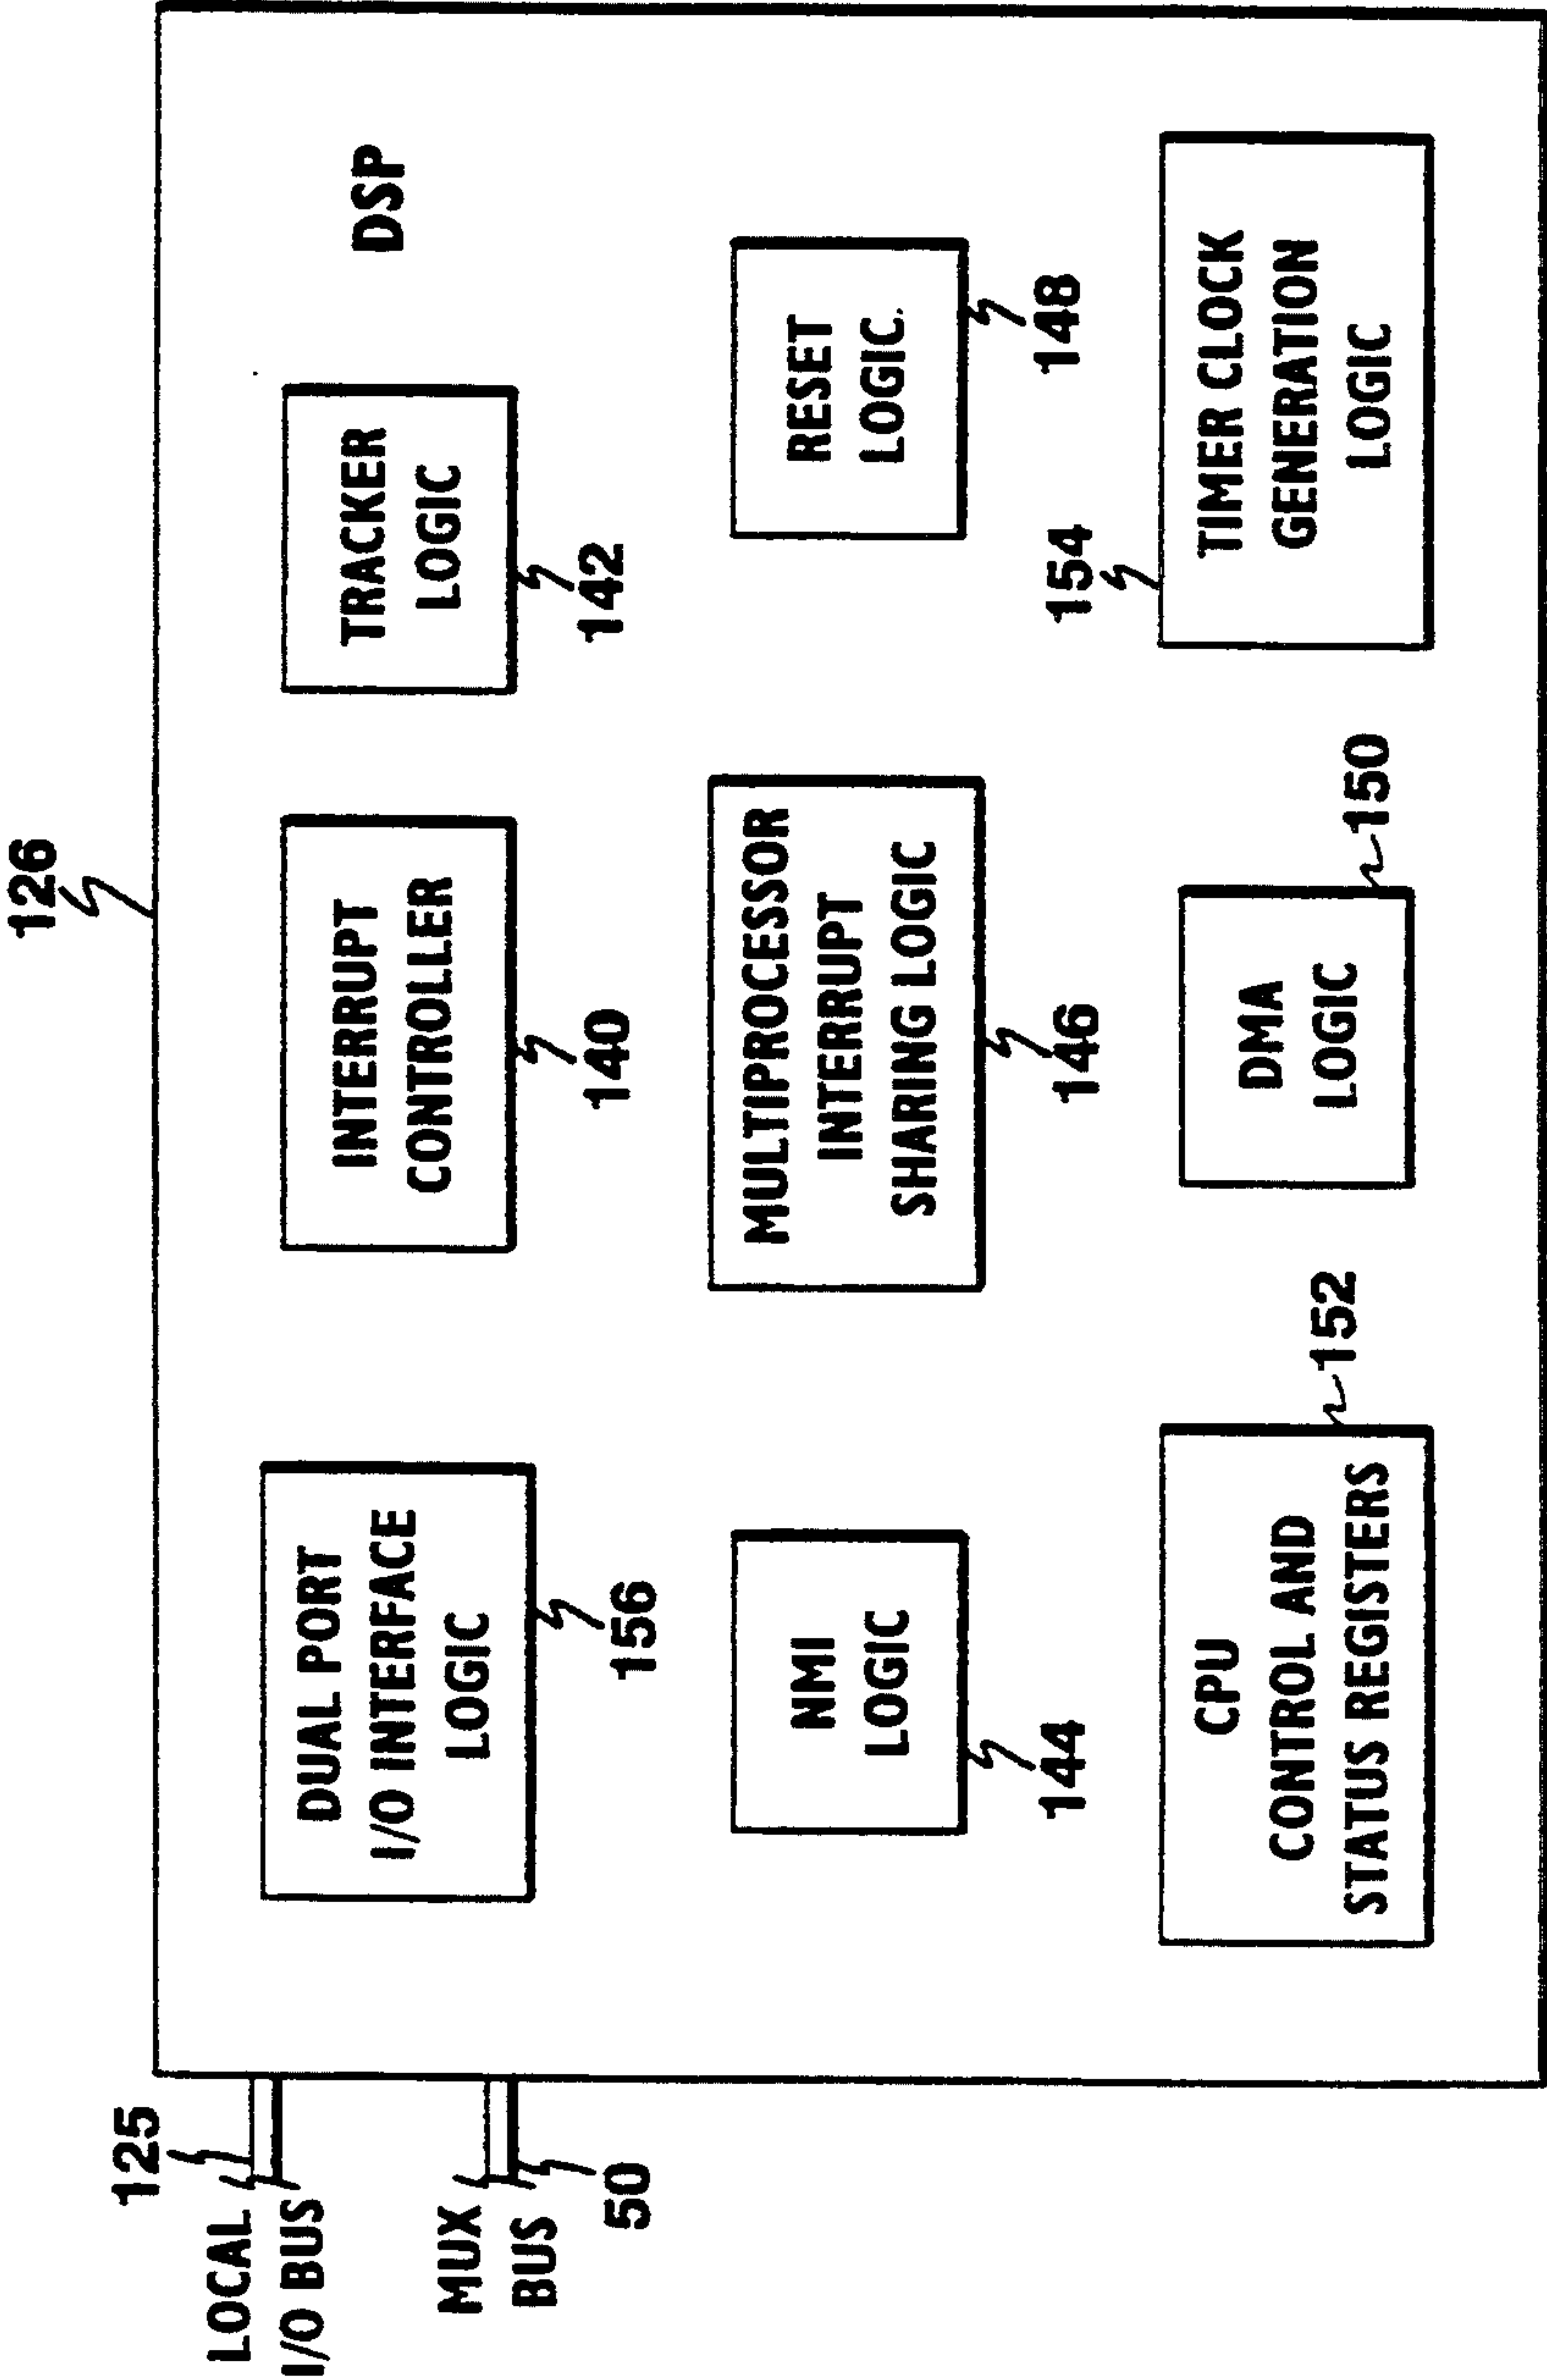 126
125
LOCAL
I/O BUS
MUX
BUS
50
DSP
DUAL PORT
I/O INTERFACE
LOGIC
156
INTERRUPT
CONTROLLER
140
TRACKER
LOGIC
142
NMI
LOGIC
144
MULTIPROCESSOR
INTERRUPT
SHARING LOGIC
146
RESET
LOGIC
148
CPU
CONTROL AND
STATUS REGISTERS
152
DMA
LOGIC
150
154
TIMER CLOCK
GENERATION
LOGIC